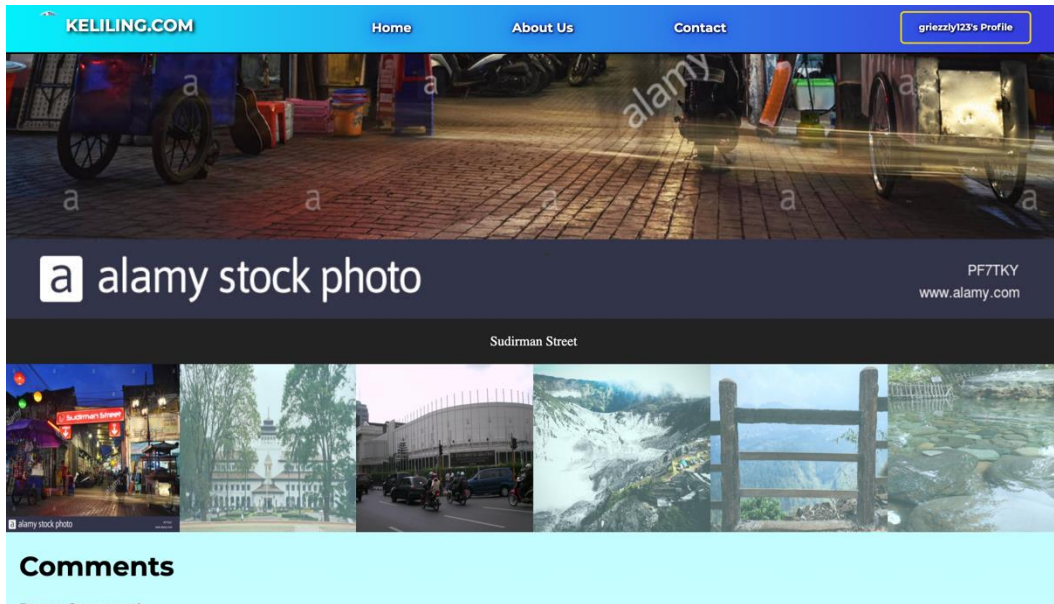 KELILING.COM
Home
About Us
Contact
griezzly123's Profile
a
a
alamy
a
a
a
a
a
a
a alamy stock photo
PF7TKY
www.alamy.com
Sudirman Street
Sudirman Street
a alamy stock photo
Comments